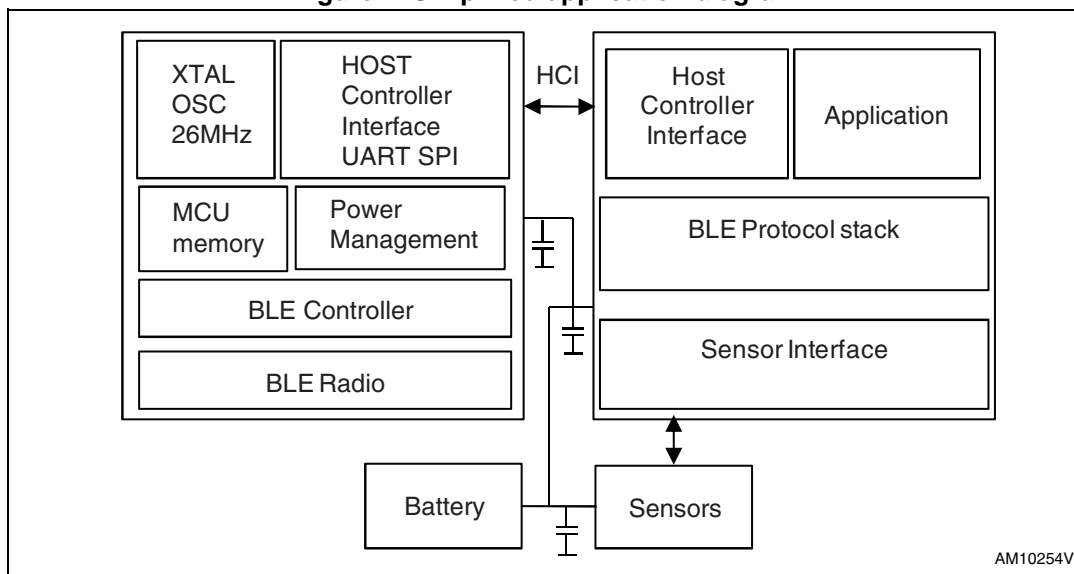 XTAL
OSC
26MHz
HOST
Controller
Interface
UART SPI
HCI
Host
Controller
Interface
Application
MCU
memory
Power
Management
BLE Protocol stack
BLE Controller
Sensor Interface
BLE Radio
Battery
Sensors
AM10254V